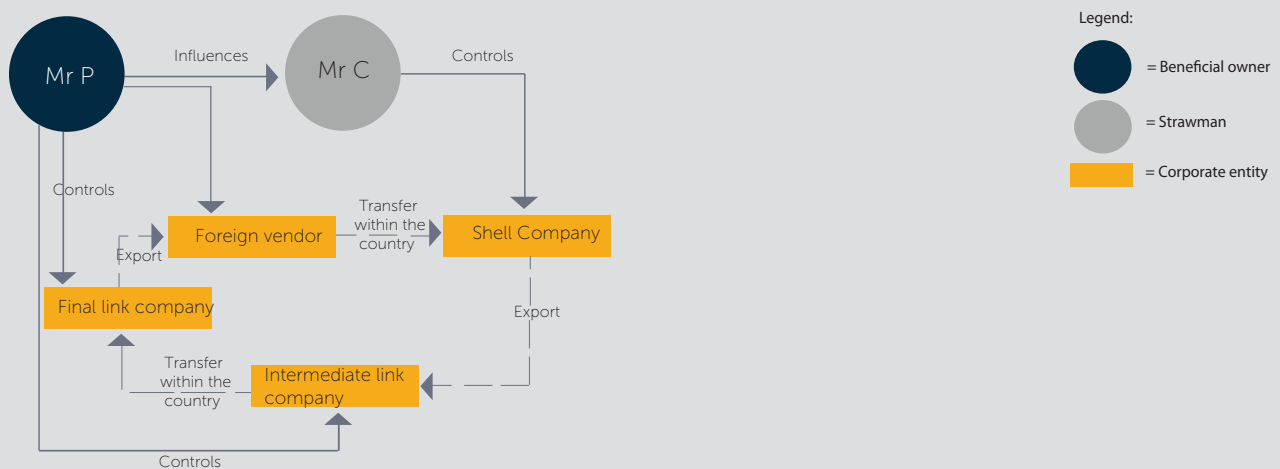 Legend:
Mr P
Influences
Mr C
Controls
= Beneficial owner
= Strawman
= Corporate entity
Controls
Foreign vendor
Transfer
within the
country
Shell Company
Export
Final link company
Export
Transfer
within the
country
Intermediate link
company
Controls